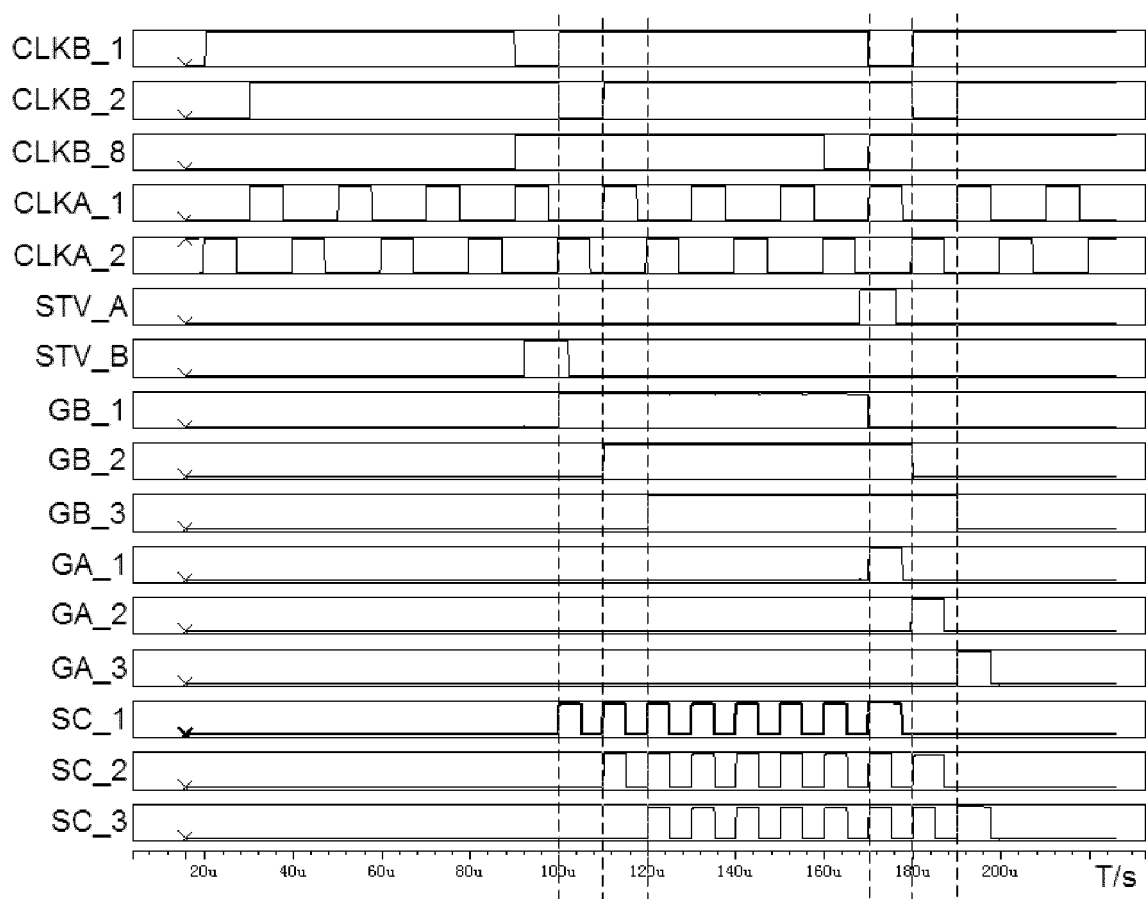 CLKB_1
CLKB_2
CLKB_8
CLKA_1
CLKA_2
STV_A
STV_B
GB_1
GB_2
GB_3
GA_1
GA_2
GA_3
SC_1
SC_2
SC_3
20u 40u 60u 80u 100u 120u 140u 160u 180u 200u T/s